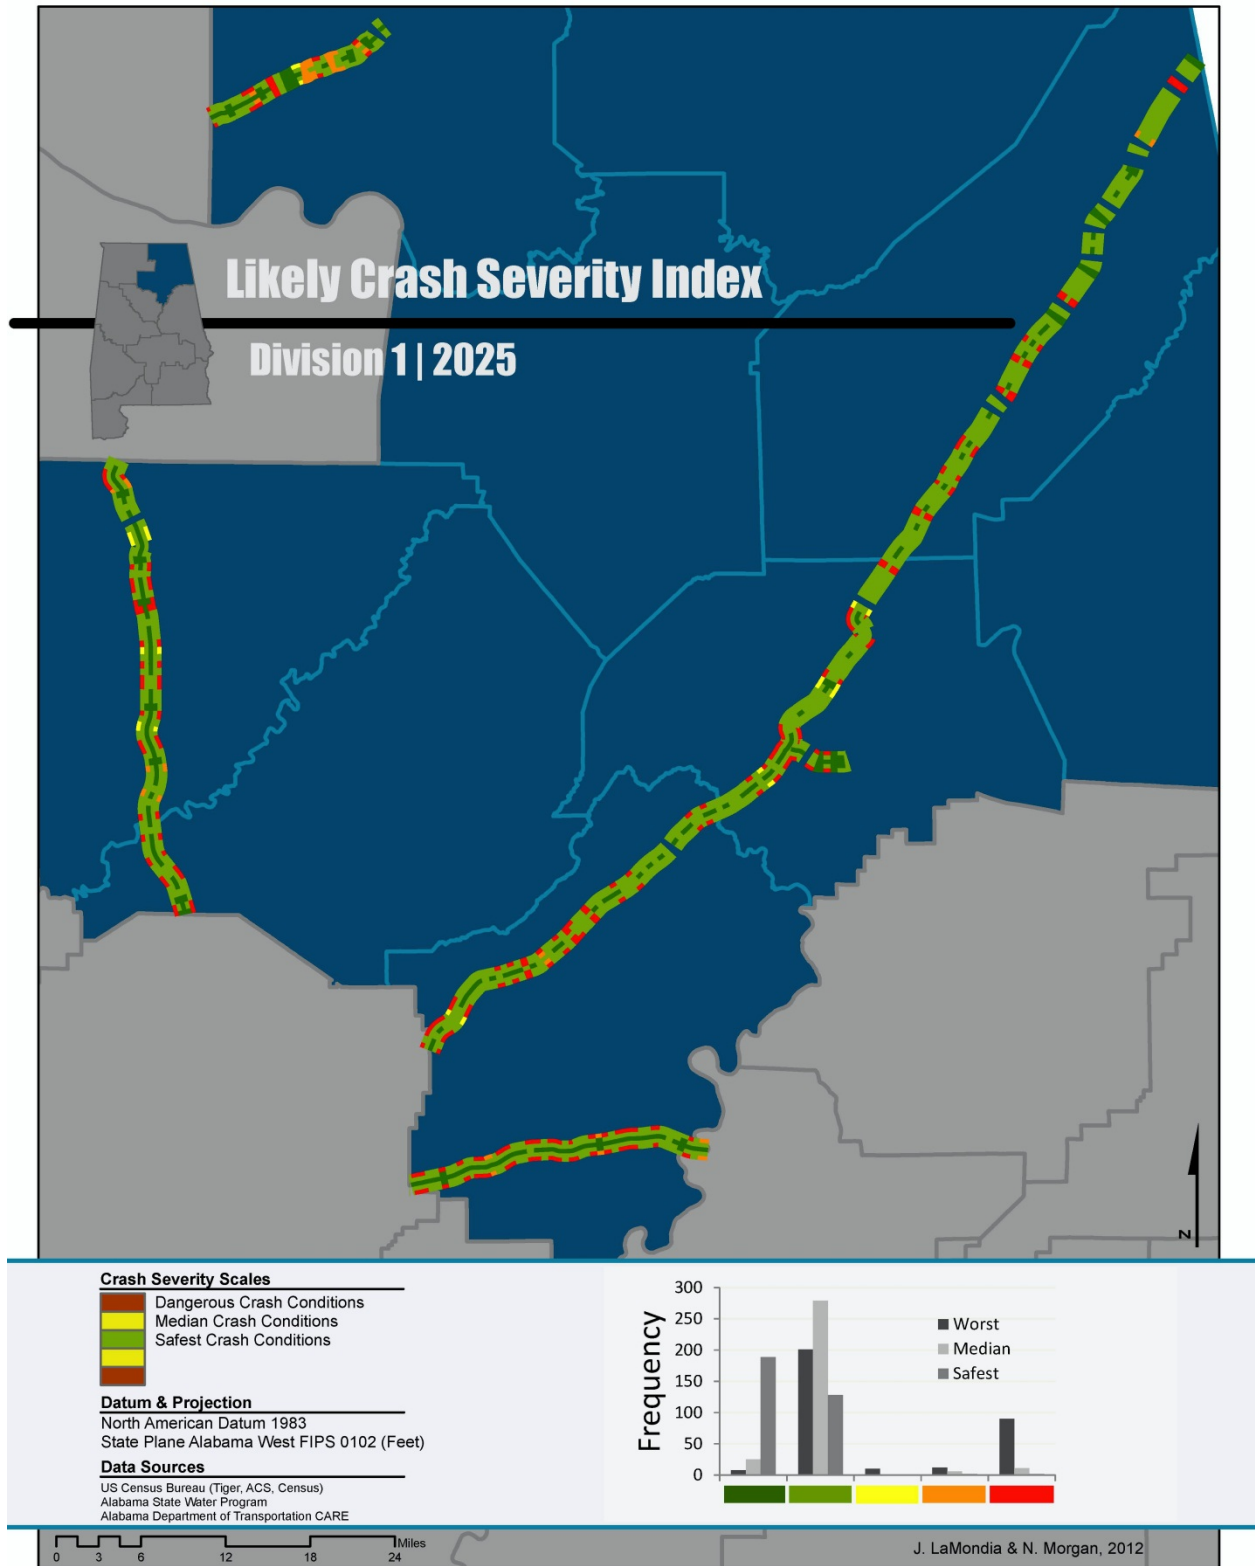 Likely Crash Severity Index
Division 1 | 2025
Crash Severity Scales
Dangerous Crash Conditions
Median Crash Conditions
Safest Crash Conditions
Datum & Projection
North American Datum 1983
State Plane Alabama West FIPS 0102 (Feet)
Data Sources
US Census Bureau (Tiger, ACS, Census)
Alabama State Water Program
Alabama Department of Transportation CARE
Frequency
300
250
200
150
100
50
0
Worst
Median
Safest
N
Miles
0 3 6 12 18 24
J. LaMondia & N. Morgan, 2012